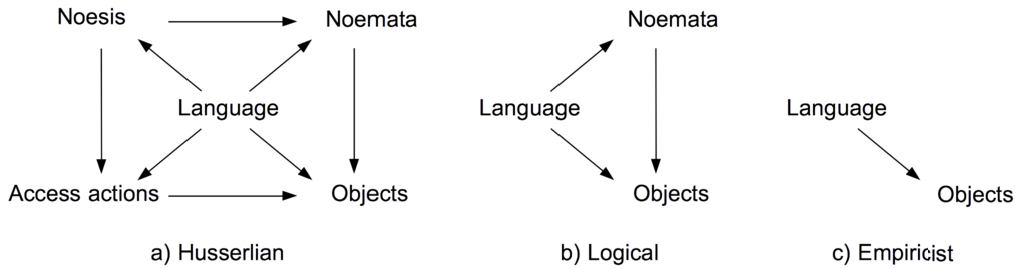 Noesis
Noemata
Language
Access actions
Objects
a) Husserlian
Noemata
Language
Objects
b) Logical
Language
Objects
c) Empiricist